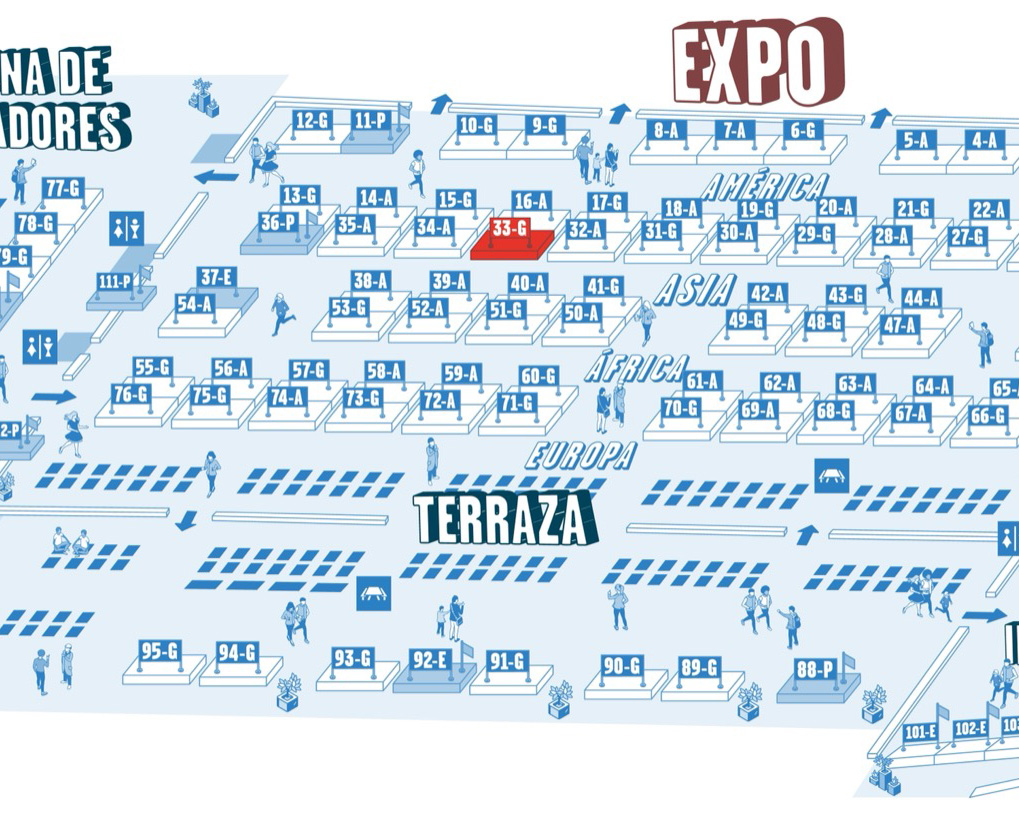 NA DE
ADORES
EXPO
12-G 11-P 10-G 9-G 8-A 7-A 6-G 5-A 4-A
AMÉRICA
77-G 13-G 14-A 15-G 16-A 17-G 18-A 19-G 20-A 21-G 22-A
78-G 36-P 35-A 34-A 33-G 32-A 31-G 30-A 29-G 28-A 27-G
79-G
111-P 37-E 38-A 39-A 40-A 41-G ASIA 42-A 43-G 44-A
54-A 53-G 52-A 51-G 50-A 49-G 48-G 47-A
ÁFRICA
55-G 56-A 57-G 58-A 59-A 60-G 61-A 62-A 63-A 64-A 65-
76-G 75-G 74-A 73-G 72-A 71-G 70-G 69-A 68-G 67-A 66-G
2-P
EUROPA
TERRAZA
95-G 94-G 93-G 92-E 91-G 90-G 89-G 88-P
101-E 102-E 103